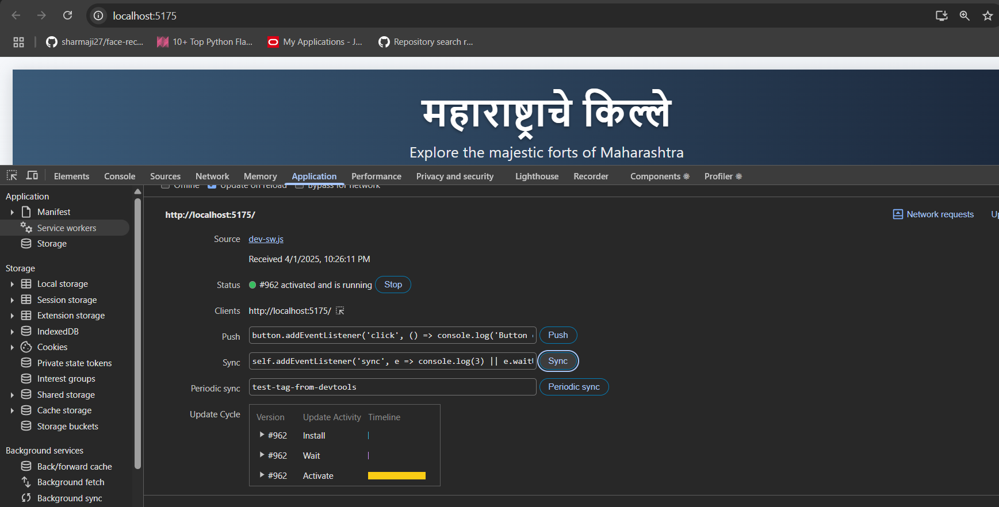 localhost:5175
sharmaji27/face-rec...
10+ Top Python Fla...
My Applications - J...
Repository search r...
महाराष्ट्राचे किल्ले
Explore the majestic forts of Maharashtra
Elements Console Sources Network Memory Application Performance Privacy and security Lighthouse Recorder Components Profiler
Offline Update on reload Bypass for network
Application
Manifest
Service workers
Storage
Storage
Local storage
Session storage
Extension storage
IndexedDB
Cookies
Private state tokens
Interest groups
Shared storage
Cache storage
Storage buckets
Background services
Back/forward cache
Background fetch
Background sync
http://localhost:5175/
Network requests
Up
Source dev-sw.js
Received 4/1/2025, 10:26:11 PM
Status #962 activated and is running Stop
Clients http://localhost:5175/
Push button.addEventListener('click', () => console.log('Button Push
Sync self.addEventListener('sync', e => console.log(3) || e.wait Sync
Periodic sync test-tag-from-devtools Periodic sync
Update Cycle
Version Update Activity Timeline
#962 Install
#962 Wait
#962 Activate